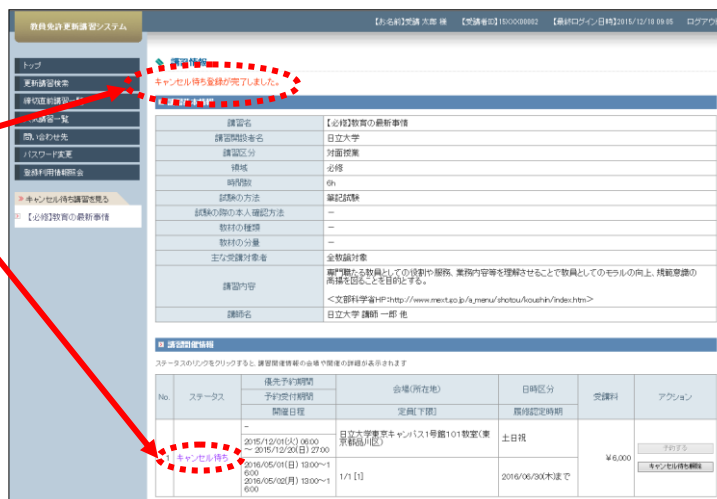 教員免許更新講習システム
【お名前】受講 太郎 様 【受講者ID】15XXX00002 【最終ログイン日時】2015/12/18 09:05 ログアウ
トップ
更新講習検索
締切直前講習一覧
講習一覧
問い合わせ先
パスワード変更
登録利用情報照会
キャンセル待ち講習を見る
【必修】教育の最新事情
講習情報
キャンセル待ち登録が完了しました。
講習名 【必修】教育の最新事情
講習開設者名 日立大学
講習区分 対面授業
領域 必修
時間数 6h
試験の方法 筆記試験
試験の際の本人確認方法 －
教材の種類 －
教材の分量 －
主な受講対象者 全教諭対象
講習内容 専門職たる教員としての役割や服務、業務内容等を理解させることで教員としてのモラルの向上、規範意識の
高揚を図ることを目的とする。
＜文部科学省HP：http://www.mext.go.jp/a_menu/shotou/koushin/index.htm＞
講師名 日立大学 講師 一郎 他
講習開催情報
ステータスのリンクをクリックすると 講習開催情報の会場や開催の詳細が表示されます
No. ステータス 優先予約期間 会場(所在地) 日時区分 受講料 アクション
予約受付期間
開催日程 定員[下限] 履修認定時期
1 キャンセル待ち －
2015/12/01(火) 06:00
～ 2015/12/20(日) 27:00
日立大学東京キャンパス1号館101教室(東
京都品川区)
土日祝
2016/05/01(日) 13:00～1
6:00
2016/05/02(月) 13:00～1
6:00
1/1 [1]
2016/06/30(木)まで
￥6,000
予約する
キャンセル待ち解除